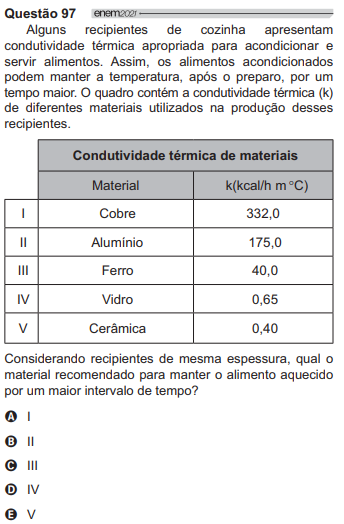 Questão 97 enem2021
Alguns recipientes de cozinha apresentam
condutividade térmica apropriada para acondicionar e
servir alimentos. Assim, os alimentos acondicionados
podem manter a temperatura, após o preparo, por um
tempo maior. O quadro contém a condutividade térmica (k)
de diferentes materiais utilizados na produção desses
recipientes.
Condutividade térmica de materiais
Material k(kcal/h m °C)
I Cobre 332,0
II Alumínio 175,0
III Ferro 40,0
IV Vidro 0,65
V Cerâmica 0,40
Considerando recipientes de mesma espessura, qual o
material recomendado para manter o alimento aquecido
por um maior intervalo de tempo?
A I
B II
C III
D IV
E V